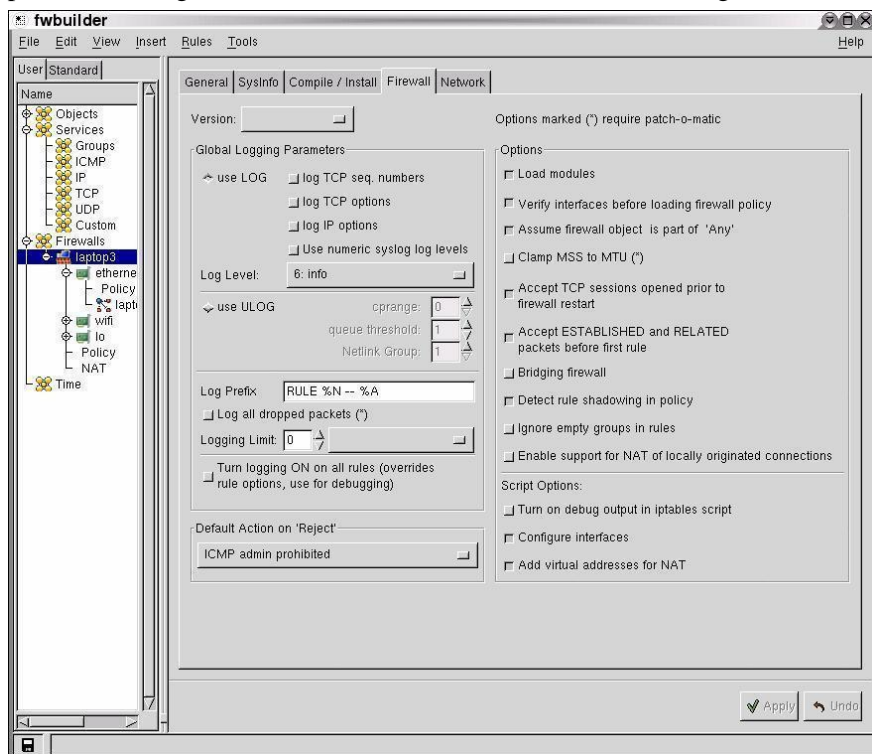 fwbuilder
File Edit View Insert Rules Tools Help
User Standard
Name
Objects
Services
Groups
ICMP
IP
TCP
UDP
Custom
Firewalls
laptop3
etherne
Policy
lapt
wifi
lo
Policy
NAT
Time
General SysInfo Compile / Install Firewall Network
Version:
Options marked (*) require patch-o-matic
Global Logging Parameters
use LOG
log TCP seq. numbers
log TCP options
log IP options
Use numeric syslog log levels
Log Level: 6: info
use ULOG
cprange: 0
queue threshold: 1
Netlink Group: 1
Log Prefix RULE %N -- %A
Log all dropped packets (*)
Logging Limit: 0
Turn logging ON on all rules (overrides
rule options, use for debugging)
Default Action on 'Reject'
ICMP admin prohibited
Options
Load modules
Verify interfaces before loading firewall policy
Assume firewall object is part of 'Any'
Clamp MSS to MTU (*)
Accept TCP sessions opened prior to
firewall restart
Accept ESTABLISHED and RELATED
packets before first rule
Bridging firewall
Detect rule shadowing in policy
Ignore empty groups in rules
Enable support for NAT of locally originated connections
Script Options:
Turn on debug output in iptables script
Configure interfaces
Add virtual addresses for NAT
Apply Undo